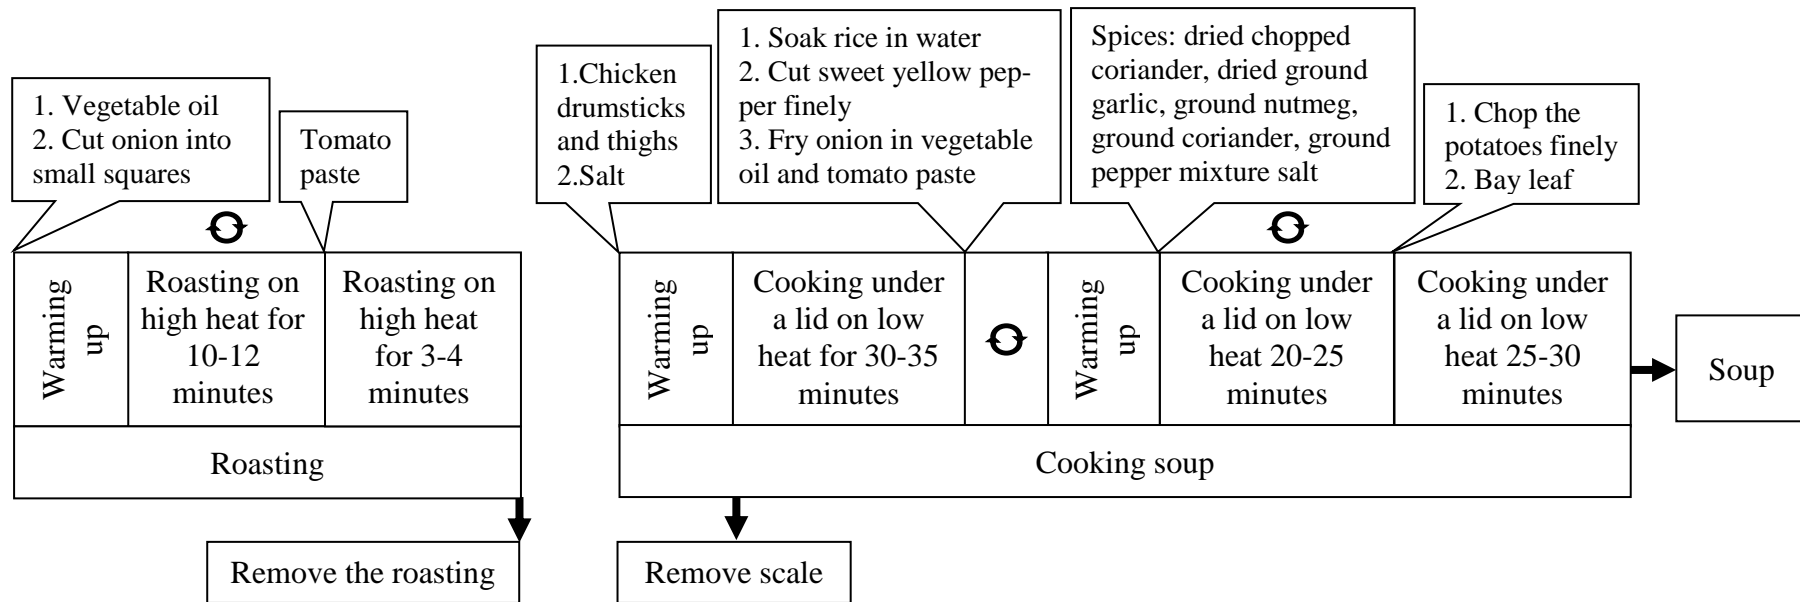 1. Vegetable oil
2. Cut onion into
small squares
Tomato
paste
1.Chicken
drumsticks
and thighs
2.Salt
1. Soak rice in water
2. Cut sweet yellow pep-
per finely
3. Fry onion in vegetable
oil and tomato paste
Spices: dried chopped
coriander, dried ground
garlic, ground nutmeg,
ground coriander, ground
pepper mixture salt
1. Chop the
potatoes finely
2. Bay leaf
Warming
up
Roasting on
high heat for
10-12
minutes
Roasting on
high heat
for 3-4
minutes
Roasting
Remove the roasting
Warming
up
Cooking under
a lid on low
heat for 30-35
minutes
Warming
up
Cooking under
a lid on low
heat 20-25
minutes
Cooking under
a lid on low
heat 25-30
minutes
Cooking soup
Remove scale
Soup